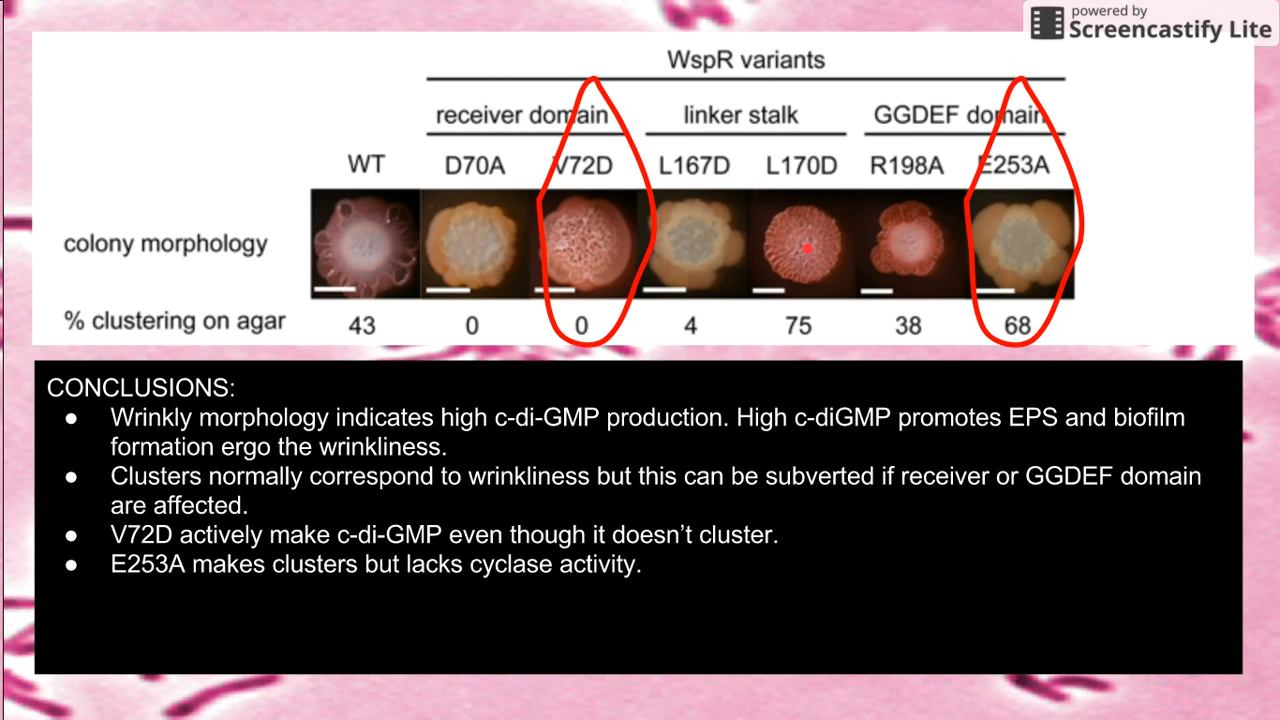 powered by
Screencastify Lite
WspR variants
receiver domain linker stalk GGDEF domain
WT D70A V72D L167D L170D R198A E253A
colony morphology
% clustering on agar 43 0 0 4 75 38 68
CONCLUSIONS:
● Wrinkly morphology indicates high c-di-GMP production. High c-diGMP promotes EPS and biofilm
formation ergo the wrinkliness.
● Clusters normally correspond to wrinkliness but this can be subverted if receiver or GGDEF domain
are affected.
● V72D actively make c-di-GMP even though it doesn’t cluster.
● E253A makes clusters but lacks cyclase activity.